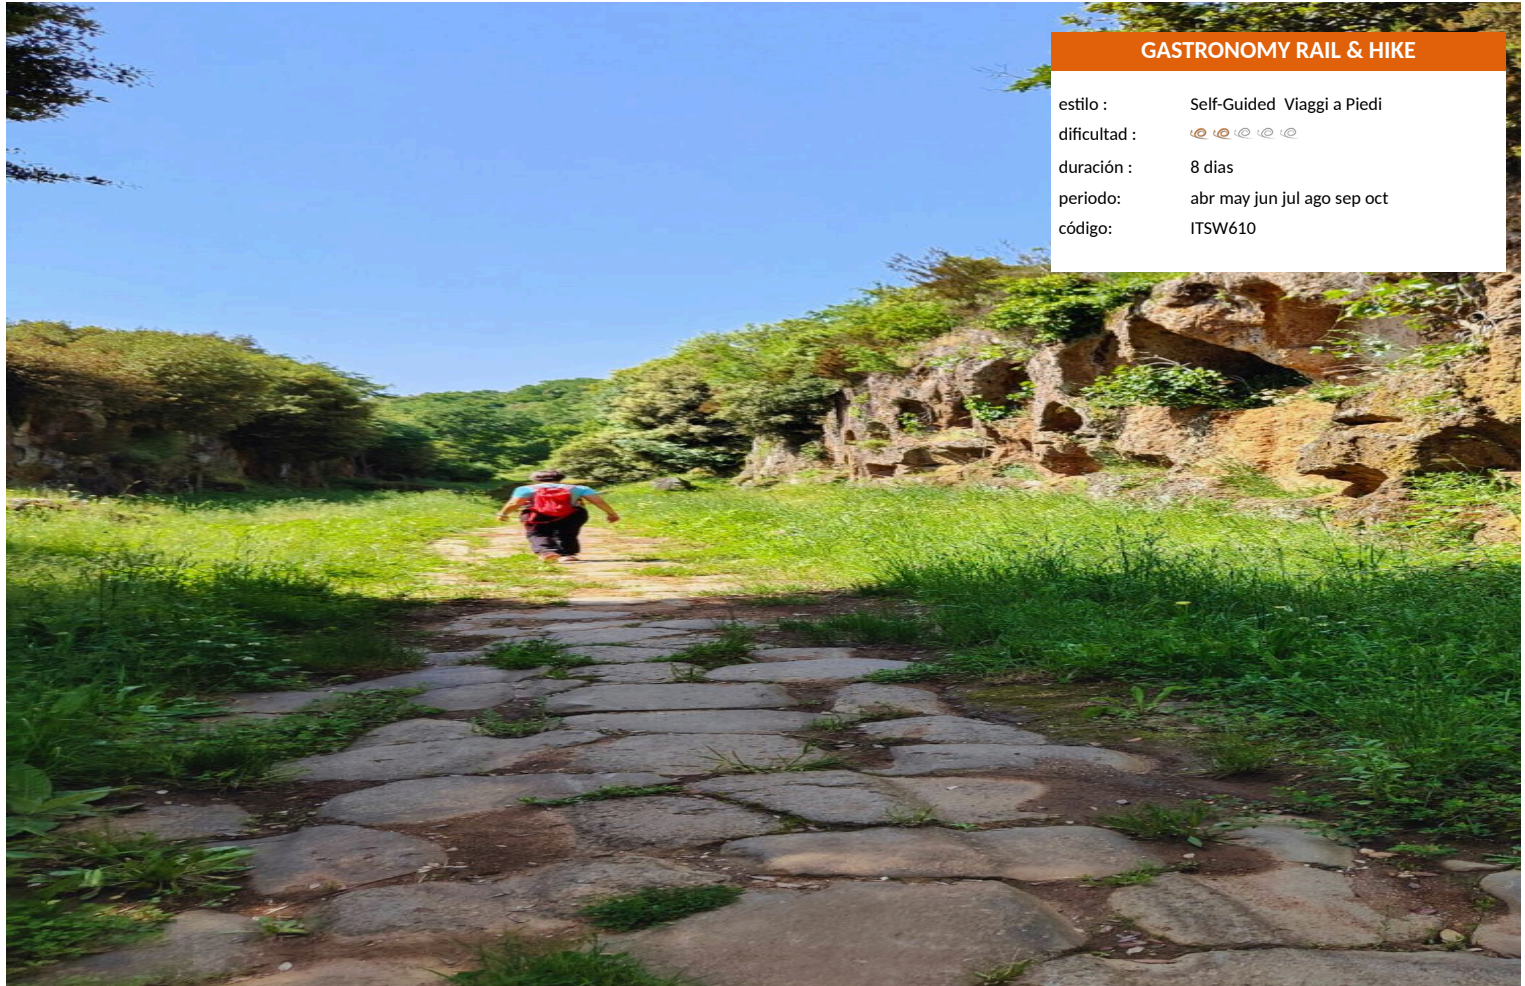 GASTRONOMY RAIL & HIKE
estilo : Self-Guided  Viaggi a Piedi
dificultad :
duración : 8 dias
periodo: abr may jun jul ago sep oct
código: ITSW610